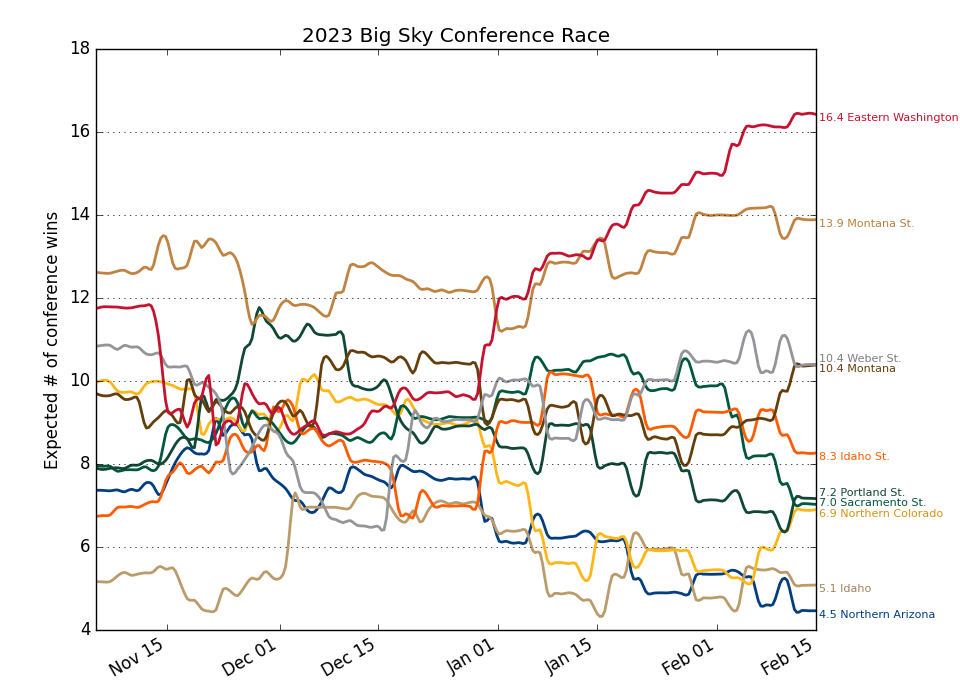 2023 Big Sky Conference Race
Expected # of conference wins
18
16
14
12
10
8
6
4
16.4 Eastern Washington
13.9 Montana St.
10.4 Weber St.
10.4 Montana
8.3 Idaho St.
7.2 Portland St.
7.0 Sacramento St.
6.9 Northern Colorado
5.1 Idaho
4.5 Northern Arizona
Nov 15
Dec 01
Dec 15
Jan 01
Jan 15
Feb 01
Feb 15